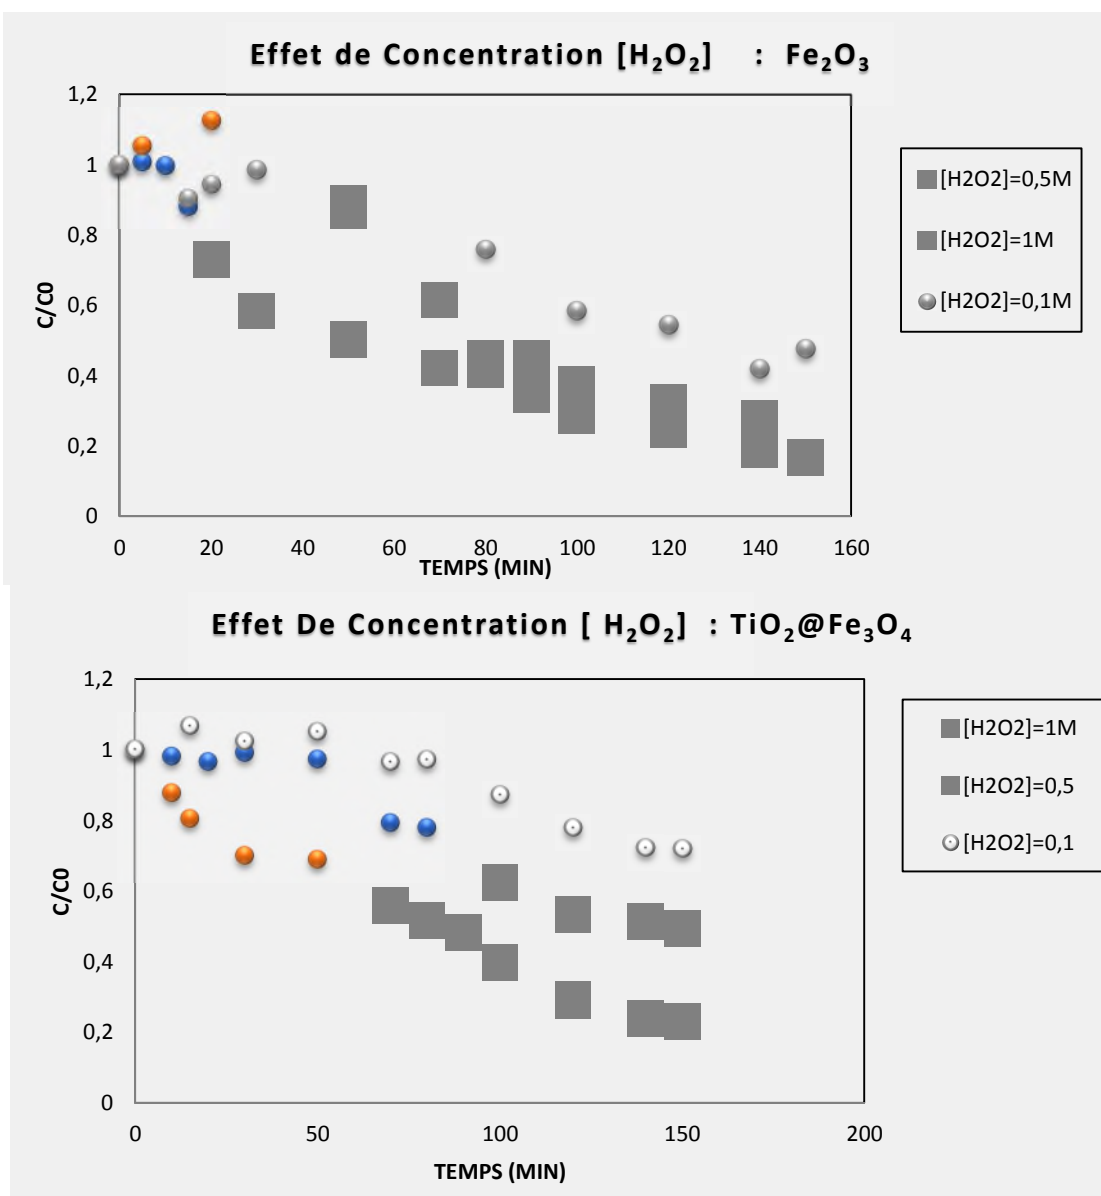 Effet de Concentration [H₂O₂] : Fe₂O₃
1,2
1
0,8
0,6
0,4
0,2
0
C/C0
0 20 40 60 80 100 120 140 160
TEMPS (MIN)
[H2O2]=0,5M
[H2O2]=1M
[H2O2]=0,1M
Effet De Concentration [ H₂O₂] : TiO₂@Fe₃O₄
1,2
1
0,8
0,6
0,4
0,2
0
C/C0
0 50 100 150 200
TEMPS (MIN)
[H2O2]=1M
[H2O2]=0,5
[H2O2]=0,1